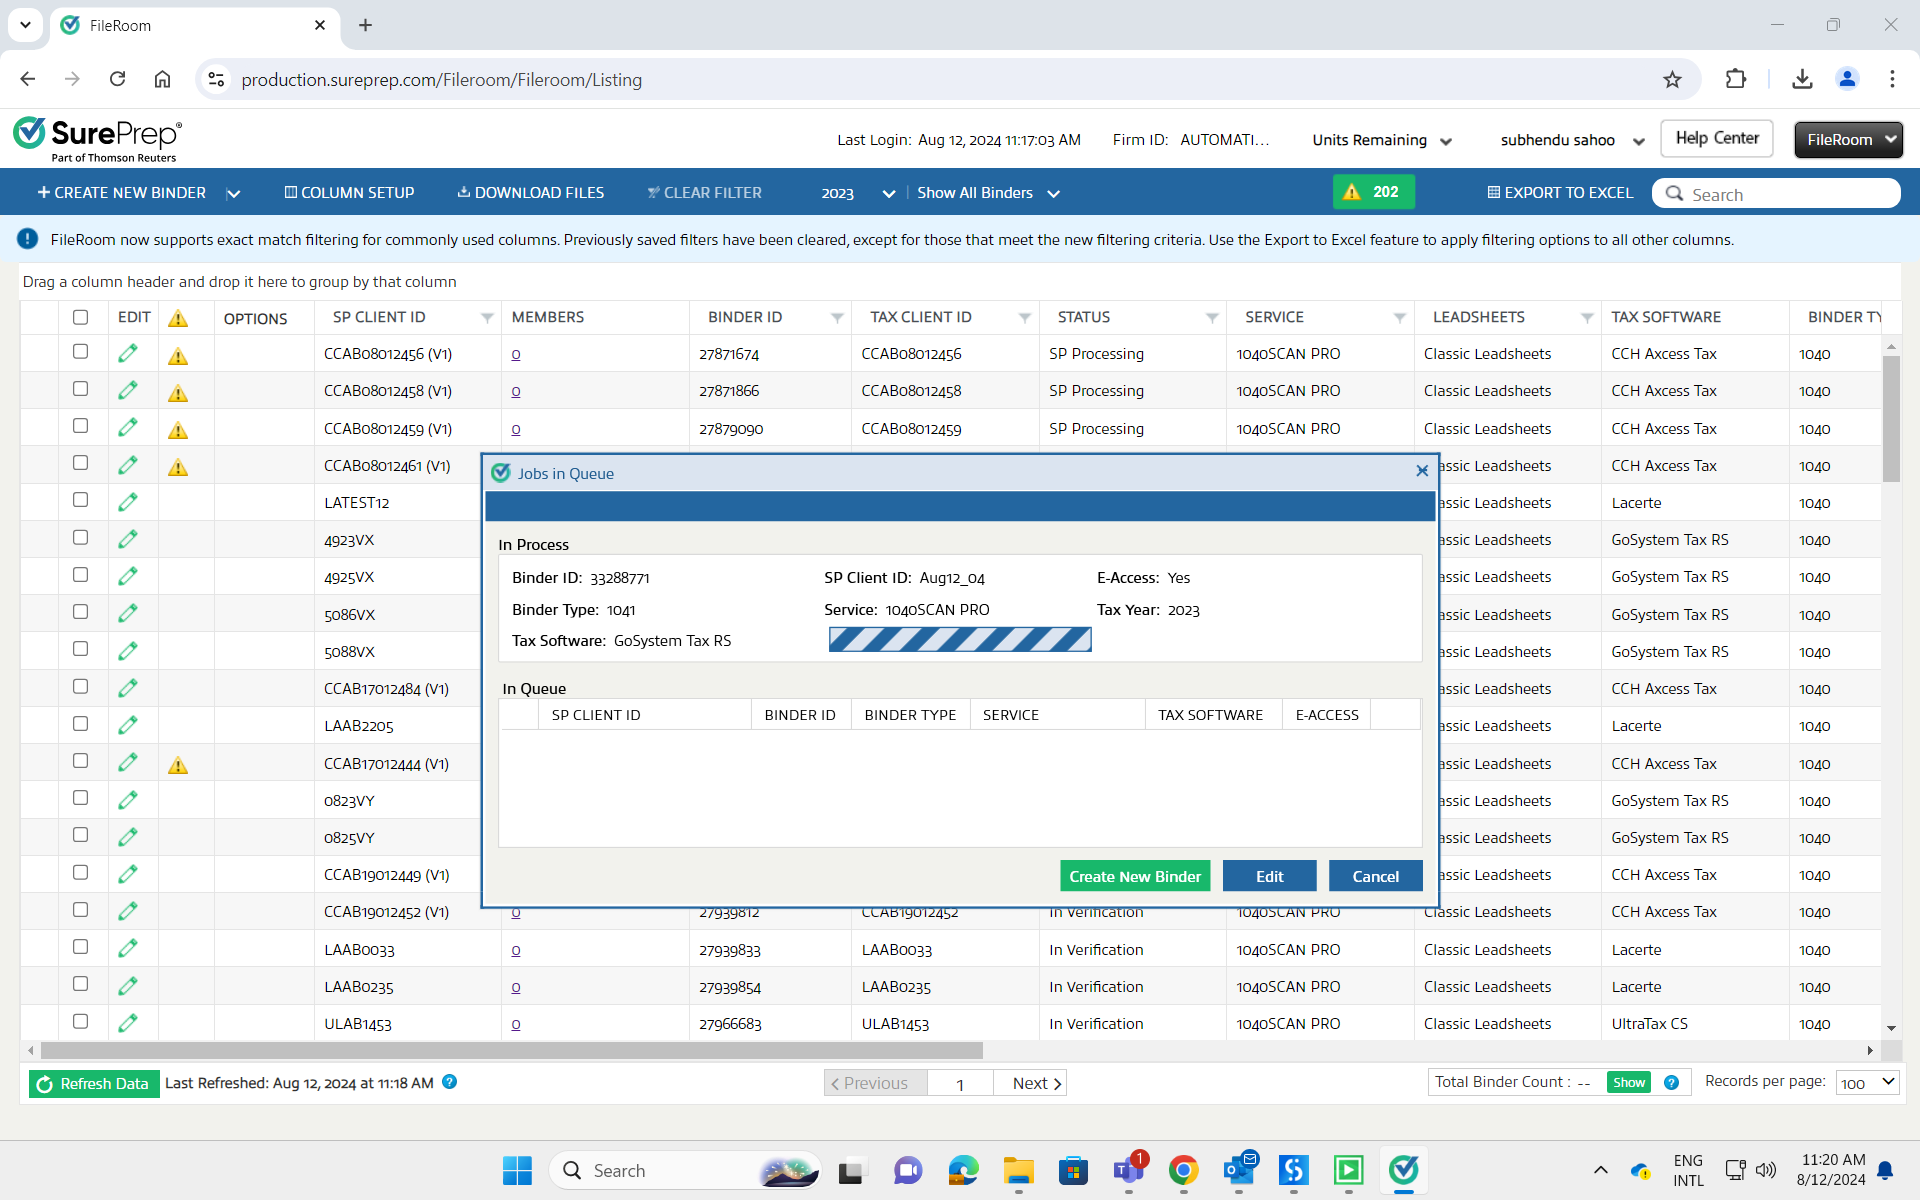 FileRoom
production.sureprep.com/Fileroom/Fileroom/Listing
SurePrep®
Part of Thomson Reuters
Last Login: Aug 12, 2024 11:17:03 AM
Firm ID: AUTOMATI...
Units Remaining
subhendu sahoo
Help Center
FileRoom
+ CREATE NEW BINDER
COLUMN SETUP
DOWNLOAD FILES
CLEAR FILTER
2023
Show All Binders
202
EXPORT TO EXCEL
Search
FileRoom now supports exact match filtering for commonly used columns. Previously saved filters have been cleared, except for those that meet the new filtering criteria. Use the Export to Excel feature to apply filtering options to all other columns.
Drag a column header and drop it here to group by that column
EDIT OPTIONS SP CLIENT ID MEMBERS BINDER ID TAX CLIENT ID STATUS SERVICE LEADSHEETS TAX SOFTWARE BINDER TY
CCAB08012456 (V1) 0 27871674 CCAB08012456 SP Processing 1040SCAN PRO Classic Leadsheets CCH Axcess Tax 1040
CCAB08012458 (V1) 0 27871866 CCAB08012458 SP Processing 1040SCAN PRO Classic Leadsheets CCH Axcess Tax 1040
CCAB08012459 (V1) 0 27879090 CCAB08012459 SP Processing 1040SCAN PRO Classic Leadsheets CCH Axcess Tax 1040
CCAB08012461 (V1) assic Leadsheets CCH Axcess Tax 1040
LATEST12 assic Leadsheets Lacerte 1040
4923VX assic Leadsheets GoSystem Tax RS 1040
4925VX assic Leadsheets GoSystem Tax RS 1040
5086VX assic Leadsheets GoSystem Tax RS 1040
5088VX assic Leadsheets GoSystem Tax RS 1040
CCAB17012484 (V1) assic Leadsheets CCH Axcess Tax 1040
LAAB2205 assic Leadsheets Lacerte 1040
CCAB17012444 (V1) assic Leadsheets CCH Axcess Tax 1040
0823VY assic Leadsheets GoSystem Tax RS 1040
0825VY assic Leadsheets GoSystem Tax RS 1040
CCAB19012449 (V1) assic Leadsheets CCH Axcess Tax 1040
CCAB19012452 (V1) 0 27939812 CCAB19012452 In Verification 1040SCAN PRO Classic Leadsheets CCH Axcess Tax 1040
LAAB0033 0 27939833 LAAB0033 In Verification 1040SCAN PRO Classic Leadsheets Lacerte 1040
LAAB0235 0 27939854 LAAB0235 In Verification 1040SCAN PRO Classic Leadsheets Lacerte 1040
ULAB1453 0 27966683 ULAB1453 In Verification 1040SCAN PRO Classic Leadsheets UltraTax CS 1040
Jobs in Queue
In Process
Binder ID: 33288771 SP Client ID: Aug12_04 E-Access: Yes
Binder Type: 1041 Service: 1040SCAN PRO Tax Year: 2023
Tax Software: GoSystem Tax RS
In Queue
SP CLIENT ID BINDER ID BINDER TYPE SERVICE TAX SOFTWARE E-ACCESS
Create New Binder Edit Cancel
Refresh Data Last Refreshed: Aug 12, 2024 at 11:18 AM ?
Previous 1 Next
Total Binder Count : -- Show ? Records per page: 100
Search
1
ENG
INTL
11:20 AM
8/12/2024